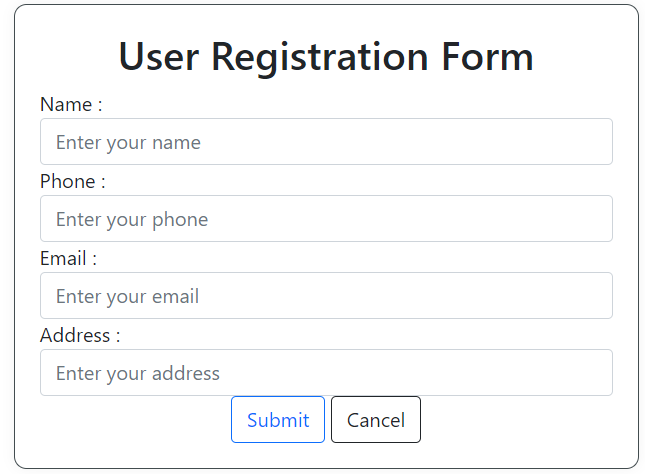 User Registration Form
Name :
Enter your name
Phone :
Enter your phone
Email :
Enter your email
Address :
Enter your address
Submit Cancel